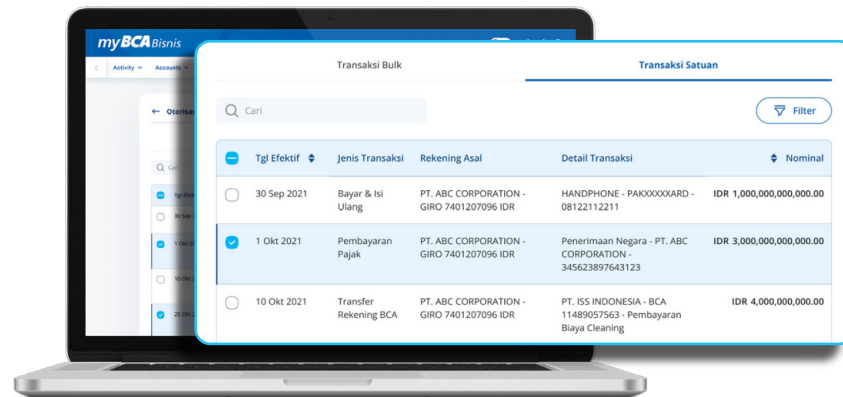 myBCA Bisnis
Activity
Accounts
Transaksi Bulk
Transaksi Satuan
Cari
Filter
Tgl Efektif Jenis Transaksi Rekening Asal Detail Transaksi Nominal
30 Sep 2021
Bayar & Isi
Ulang
PT. ABC CORPORATION -
GIRO 7401207096 IDR
HANDPHONE - PAKXXXXXARD -
08122112211
IDR 1,000,000,000,000.00
1 Okt 2021
Pembayaran
Pajak
PT. ABC CORPORATION -
GIRO 7401207096 IDR
Penerimaan Negara - PT. ABC
CORPORATION -
345623897643123
IDR 3,000,000,000,000.00
10 Okt 2021
Transfer
Rekening BCA
PT. ABC CORPORATION -
GIRO 7401207096 IDR
PT. ISS INDONESIA - BCA
11489057563 - Pembayaran
Biaya Cleaning
IDR 4,000,000,000.00